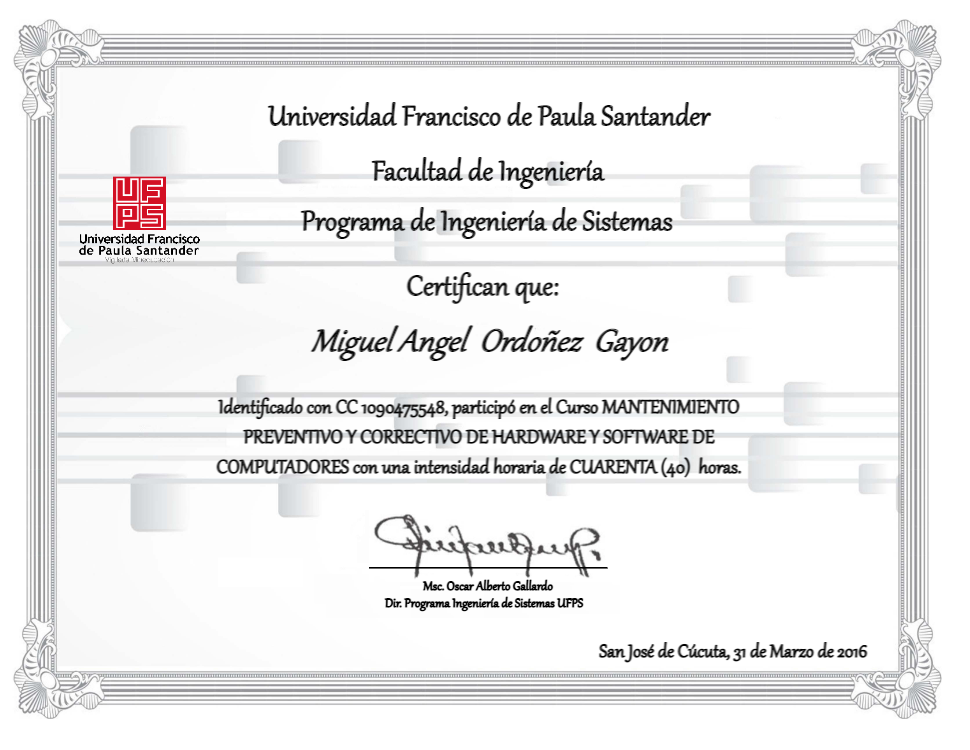 Universidad Francisco de Paula Santander
Facultad de Ingeniería
Programa de Ingeniería de Sistemas
UFPS
Universidad Francisco
de Paula Santander
Vigilada Mineducación
Certifican que:
Miguel Angel Ordoñez Gayon
Identificado con CC 1090475548, participó en el Curso MANTENIMIENTO
PREVENTIVO Y CORRECTIVO DE HARDWARE Y SOFTWARE DE
COMPUTADORES con una intensidad horaria de CUARENTA (40) horas.
Msc. Oscar Alberto Gallardo
Dir. Programa Ingeniería de Sistemas UFPS
San José de Cúcuta, 31 de Marzo de 2016